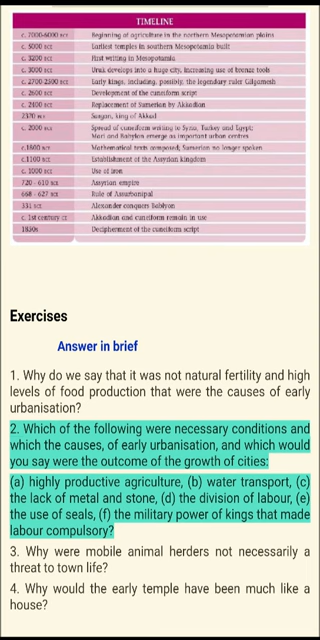 TIMELINE
c. 7000-6000 BCE Beginning of agriculture in the northern Mesopotamian plains
c. 5000 BCE Earliest temples in southern Mesopotamia built
c. 3200 BCE First writing in Mesopotamia
c. 3000 BCE Uruk develops into a huge city, increasing use of bronze tools
c. 2700-2500 BCE Early kings, including, possibly, the legendary ruler Gilgamesh
c. 2600 BCE Development of the cuneiform script
c. 2400 BCE Replacement of Sumerian by Akkadian
2370 BCE Sargon, king of Akkad
c. 2000 BCE Spread of cuneiform writing to Syria, Turkey and Egypt;
Mari and Babylon emerge as important urban centres
c.1800 BCE Mathematical texts composed; Sumerian no longer spoken
c.1100 BCE Establishment of the Assyrian kingdom
c. 1000 BCE Use of iron
720 - 610 BCE Assyrian empire
668 - 627 BCE Rule of Assurbanipal
331 BCE Alexander conquers Babylon
c. 1st century CE Akkadian and cuneiform remain in use
1850s Decipherment of the cuneiform script
Exercises
Answer in brief
1. Why do we say that it was not natural fertility and high
levels of food production that were the causes of early
urbanisation?
2. Which of the following were necessary conditions and
which the causes, of early urbanisation, and which would
you say were the outcome of the growth of cities:
(a) highly productive agriculture, (b) water transport, (c)
the lack of metal and stone, (d) the division of labour, (e)
the use of seals, (f) the military power of kings that made
labour compulsory?
3. Why were mobile animal herders not necessarily a
threat to town life?
4. Why would the early temple have been much like a
house?